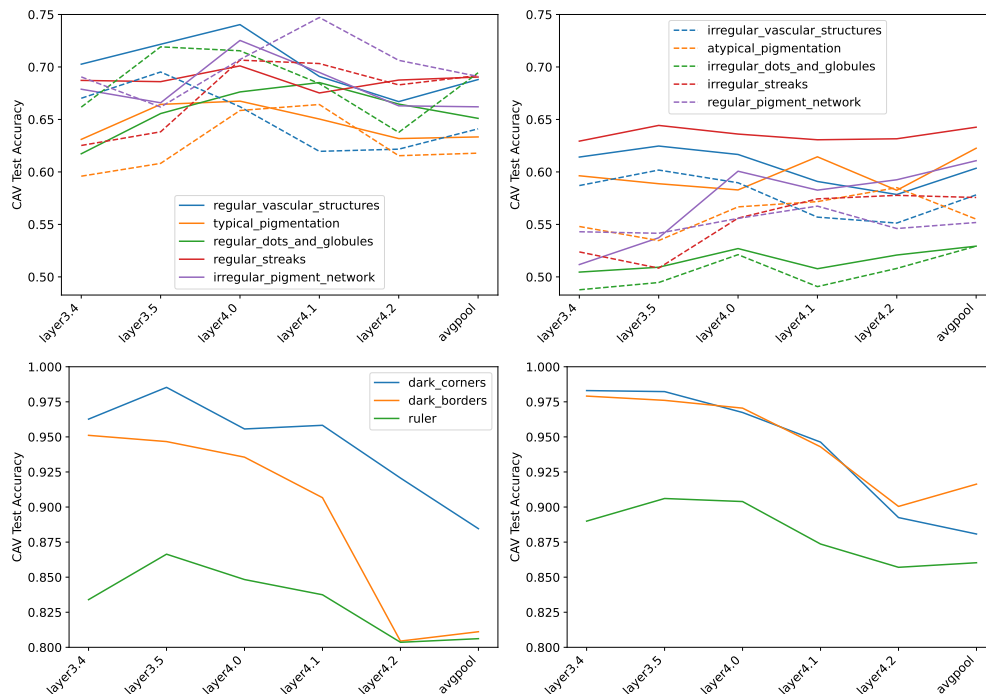 0.75
0.70
0.65
0.60
0.55
0.50
CAV Test Accuracy
regular_vascular_structures
typical_pigmentation
regular_dots_and_globules
regular_streaks
irregular_pigment_network
layer3.4
layer3.5
layer4.0
layer4.1
layer4.2
avgpool
0.75
0.70
0.65
0.60
0.55
0.50
CAV Test Accuracy
irregular_vascular_structures
atypical_pigmentation
irregular_dots_and_globules
irregular_streaks
regular_pigment_network
layer3.4
layer3.5
layer4.0
layer4.1
layer4.2
avgpool
1.000
0.975
0.950
0.925
0.900
0.875
0.850
0.825
0.800
CAV Test Accuracy
dark_corners
dark_borders
ruler
layer3.4
layer3.5
layer4.0
layer4.1
layer4.2
avgpool
1.000
0.975
0.950
0.925
0.900
0.875
0.850
0.825
0.800
CAV Test Accuracy
layer3.4
layer3.5
layer4.0
layer4.1
layer4.2
avgpool